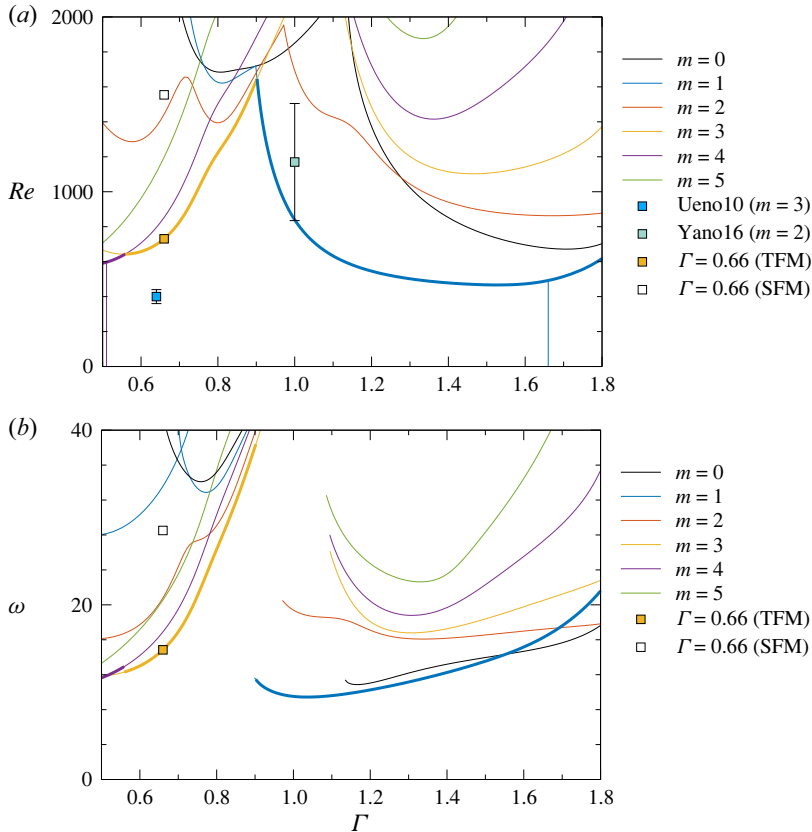 (a)
2000
1000
0
Re
0.6
0.8
1.0
1.2
1.4
1.6
1.8
m = 0
m = 1
m = 2
m = 3
m = 4
m = 5
Ueno10 (m = 3)
Yano16 (m = 2)
Γ = 0.66 (TFM)
Γ = 0.66 (SFM)
(b)
40
20
0
ω
0.6
0.8
1.0
1.2
1.4
1.6
1.8
Γ
m = 0
m = 1
m = 2
m = 3
m = 4
m = 5
Γ = 0.66 (TFM)
Γ = 0.66 (SFM)